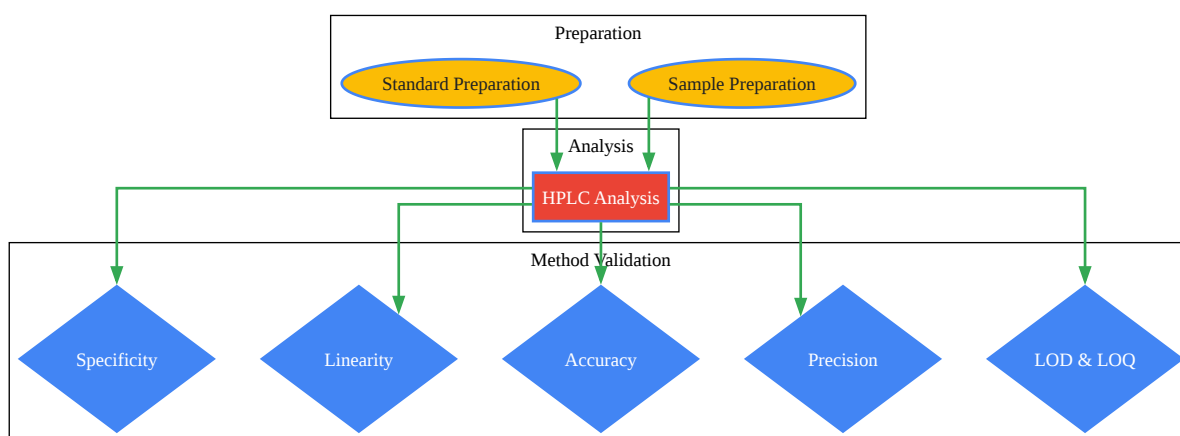 Preparation
Standard Preparation
Sample Preparation
Analysis
HPLC Analysis
Method Validation
Specificity
Linearity
Accuracy
Precision
LOD & LOQ